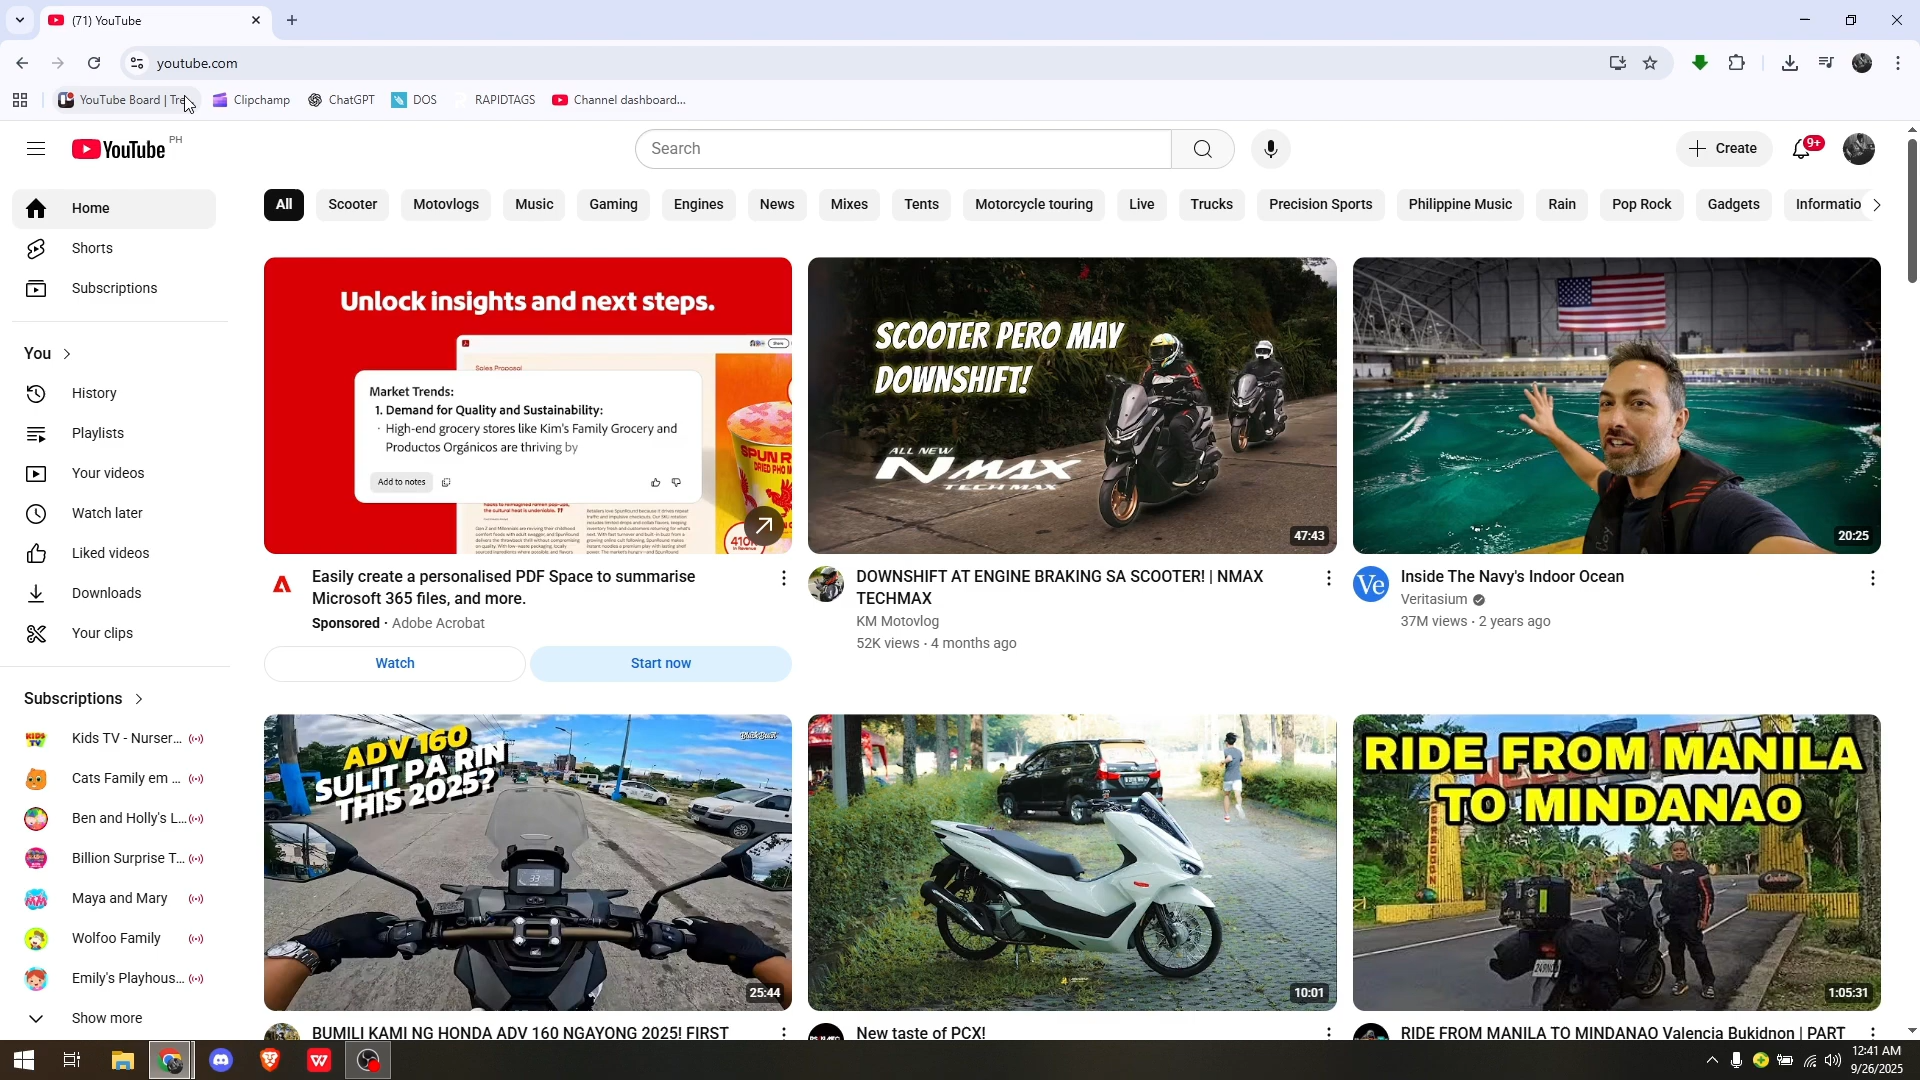 (71) YouTube
youtube.com
YouTube Board | Tre
Clipchamp
ChatGPT
DOS
RAPIDTAGS
Channel dashboard...
YouTube PH
Search
Create
9+
Home
Shorts
Subscriptions
You
History
Playlists
Your videos
Watch later
Liked videos
Downloads
Your clips
Subscriptions
Kids TV - Nurser...
Cats Family em ...
Ben and Holly's L...
Billion Surprise T...
Maya and Mary
Wolfoo Family
Emily's Playhous...
Show more
All
Scooter
Motovlogs
Music
Gaming
Engines
News
Mixes
Tents
Motorcycle touring
Live
Trucks
Precision Sports
Philippine Music
Rain
Pop Rock
Gadgets
Informatio
Unlock insights and next steps.
Sales Proposal
Share
Market Trends:
1. Demand for Quality and Sustainability:
· High-end grocery stores like Kim's Family Grocery and
Productos Orgánicos are thriving by
Add to notes
Easily create a personalised PDF Space to summarise
Microsoft 365 files, and more.
Sponsored · Adobe Acrobat
Watch
Start now
SCOOTER PERO MAY
DOWNSHIFT!
ALL NEW
NMAX
TECH MAX
47:43
DOWNSHIFT AT ENGINE BRAKING SA SCOOTER! | NMAX
TECHMAX
KM Motovlog
52K views · 4 months ago
20:25
Ve
Inside The Navy's Indoor Ocean
Veritasium
37M views · 2 years ago
ADV 160
SULIT PA RIN
THIS 2025?
33
25:44
BUMILI KAMI NG HONDA ADV 160 NGAYONG 2025! FIRST
10:01
New taste of PCX!
RIDE FROM MANILA
TO MINDANAO
1:05:31
RIDE FROM MANILA TO MINDANAO Valencia Bukidnon | PART
12:41 AM
9/26/2025